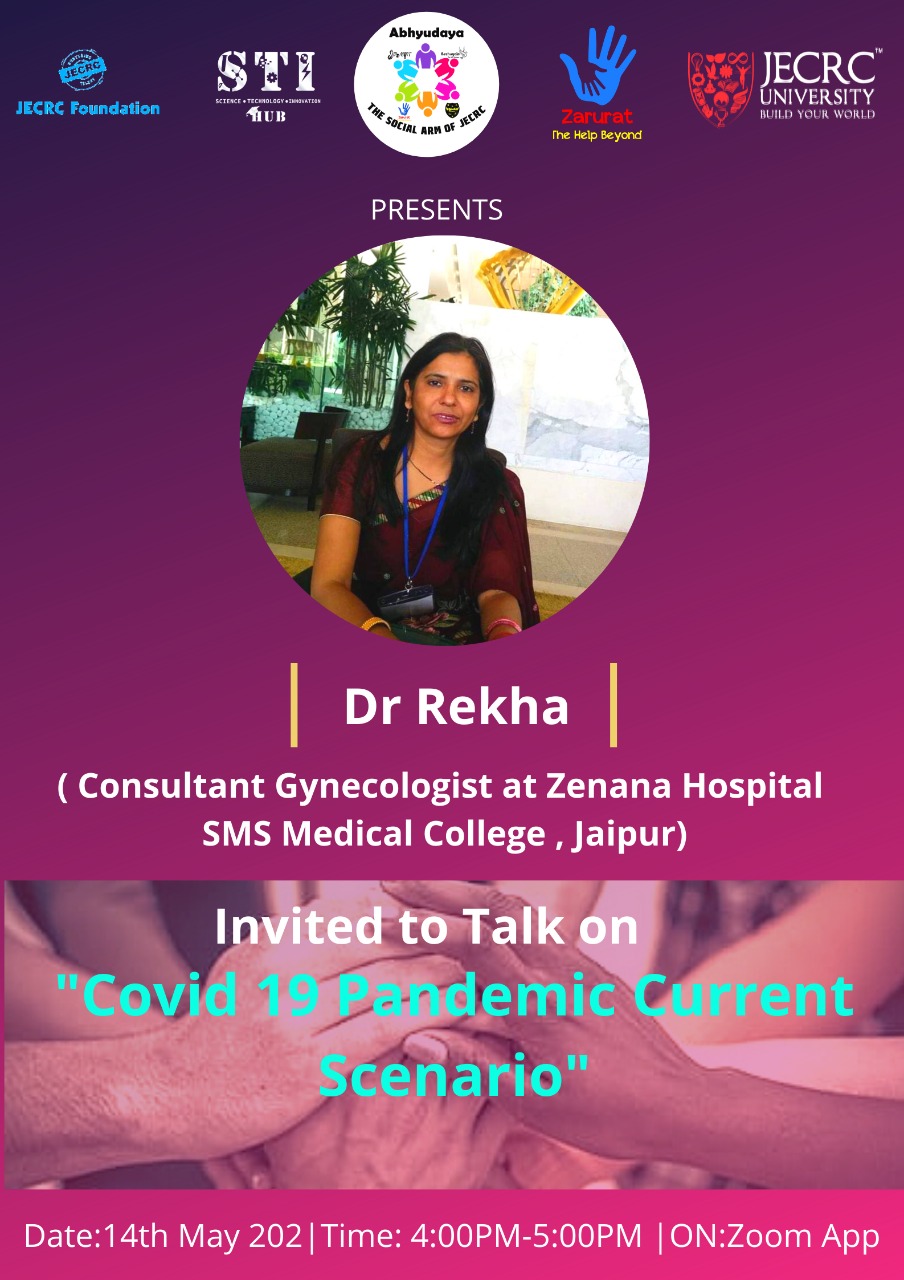 JECRC
JECRC Foundation
STI
SCIENCE ● TECHNOLOGY ● INNOVATION
HUB
Abhyudaya
THE SOCIAL ARM OF JECRC
Zarurat
The Help Beyond
JECRC™
UNIVERSITY
BUILD YOUR WORLD
PRESENTS
Dr Rekha
( Consultant Gynecologist at Zenana Hospital
SMS Medical College , Jaipur)
Invited to Talk on
"Covid 19 Pandemic Current
Scenario"
Date:14th May 202|Time: 4:00PM-5:00PM |ON:Zoom App